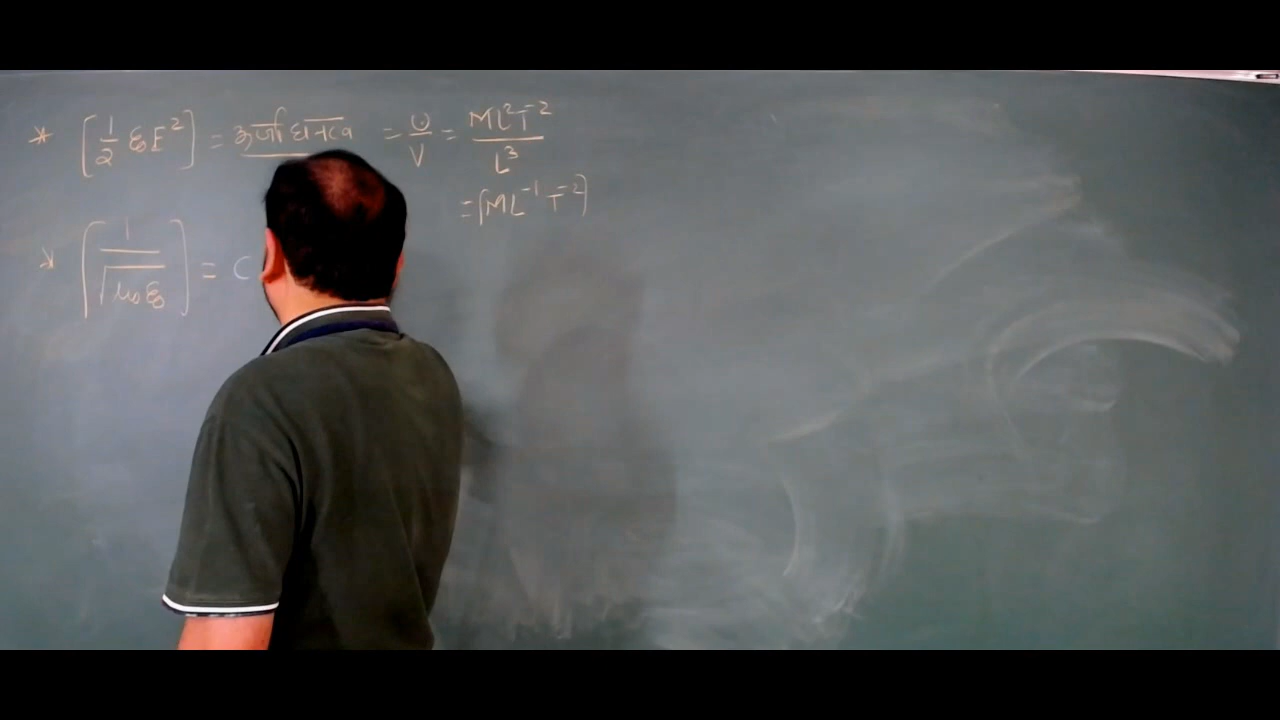 * [1/2 ε₀E²] = ऊर्जा घनत्व = U/V = ML²T⁻²/L³
= [ML⁻¹T⁻²]
* [1/√μ₀ε₀] = C